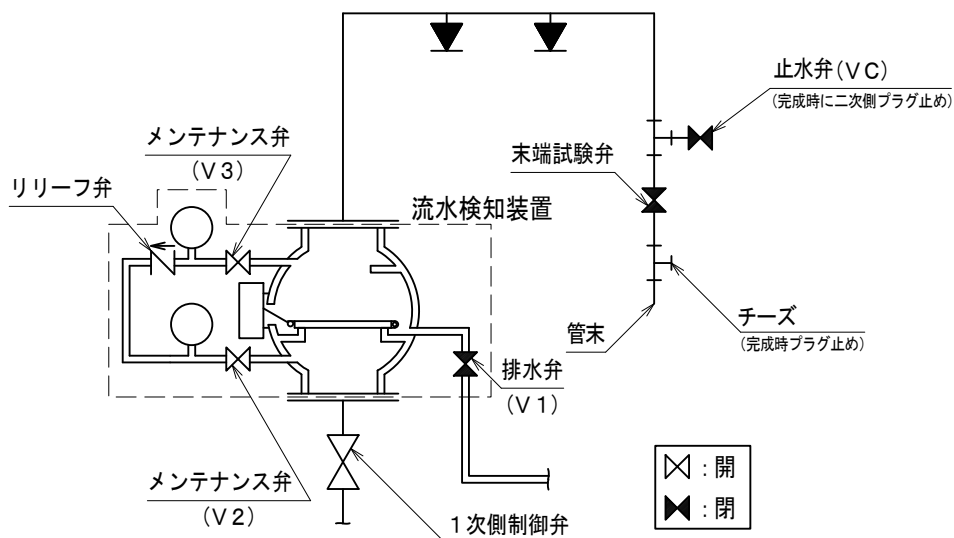 止水弁(VC)
(完成時に二次側プラグ止め)
メンテナンス弁
(V3)
末端試験弁
リリーフ弁
流水検知装置
チーズ
(完成時プラグ止め)
管末
排水弁
(V1)
メンテナンス弁
(V2)
1次側制御弁
:開
:閉